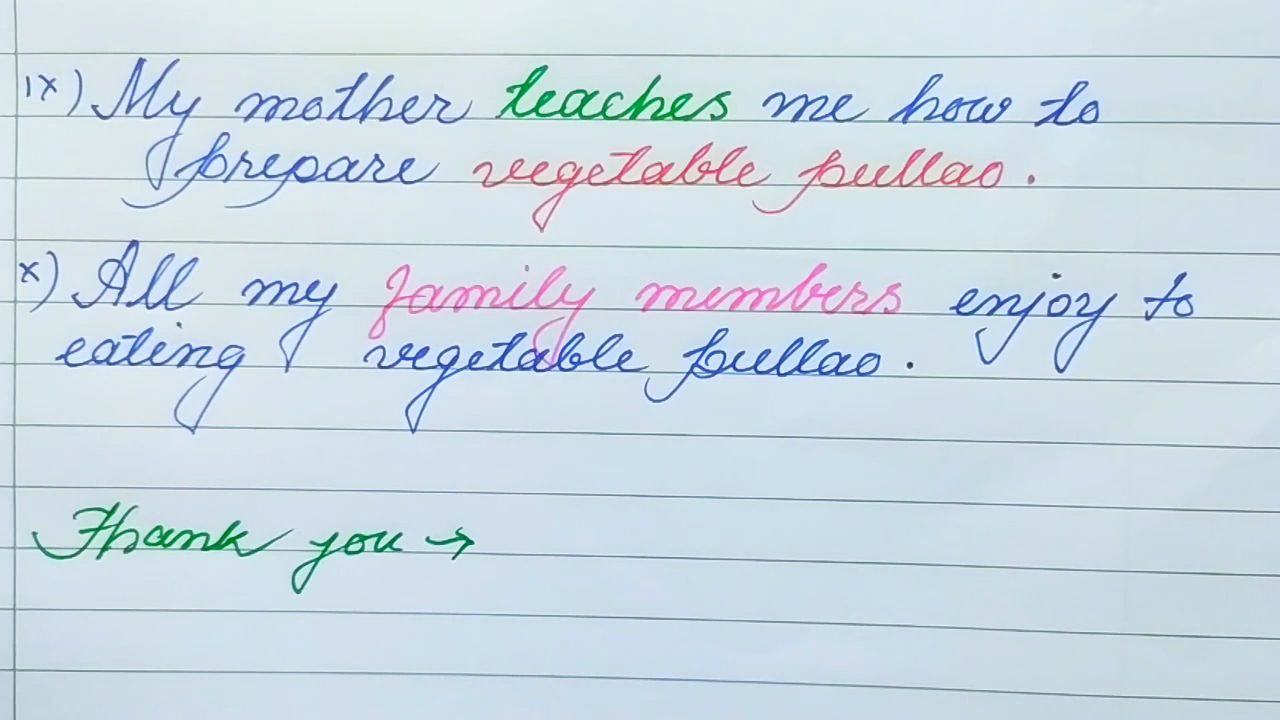 ix) My mother teaches me how to
prepare vegetable pullao.
x) All my family members enjoy to
eating vegetable pullao.
Thank you →